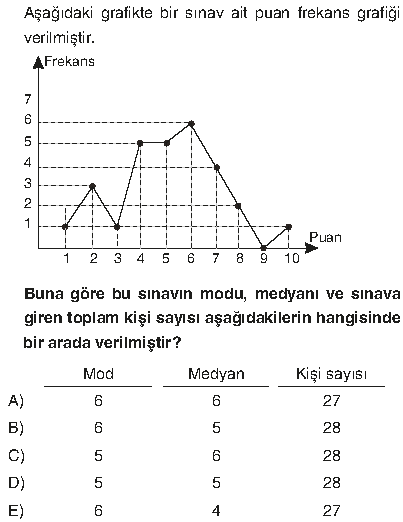 Aşağıdaki grafikte bir sınav ait puan frekans grafiği
verilmiştir.
Frekans
7
6
5
4
3
2
1
Puan
1 2 3 4 5 6 7 8 9 10
Buna göre bu sınavın modu, medyanı ve sınava
giren toplam kişi sayısı aşağıdakilerin hangisinde
bir arada verilmiştir?
Mod Medyan Kişi sayısı
A) 6 6 27
B) 6 5 28
C) 5 6 28
D) 5 5 28
E) 6 4 27